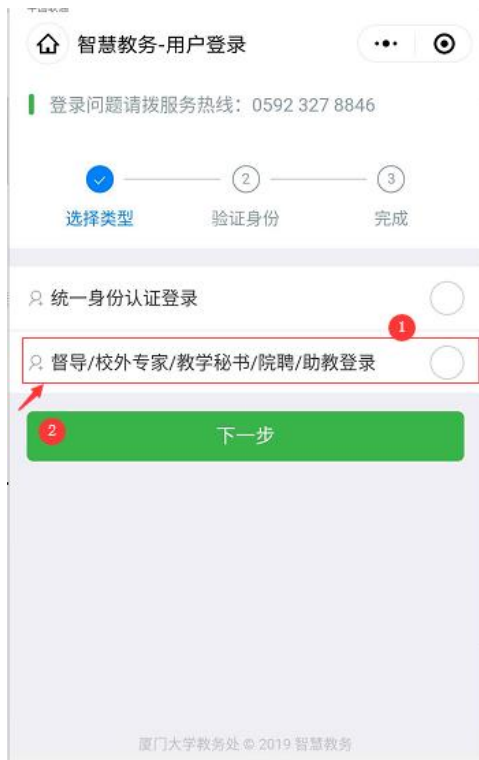 智慧教务-用户登录
登录问题请拨服务热线：0592 327 8846
2
3
选择类型
验证身份
完成
统一身份认证登录
1
督导/校外专家/教学秘书/院聘/助教登录
2
下一步
厦门大学教务处 © 2019 智慧教务